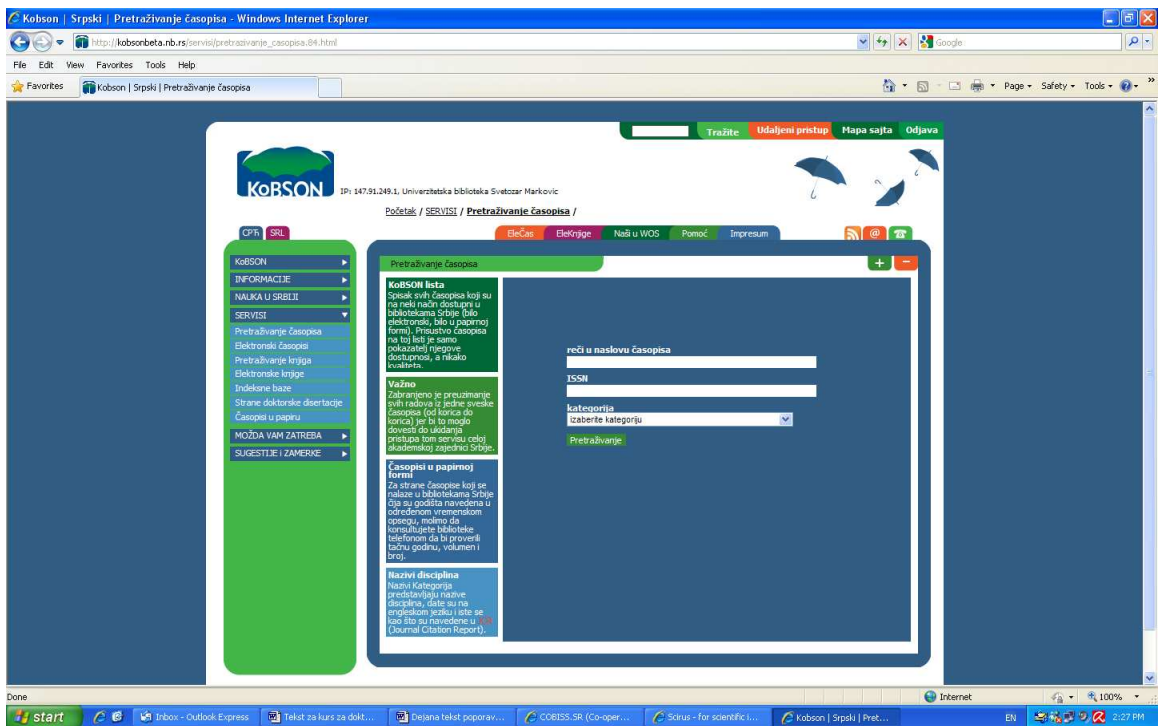 Kobson | Srpski | Pretraživanje časopisa - Windows Internet Explorer
http://kobsonbeta.nb.rs/servisi/pretrazivanje_casopisa.84.html
Google
File Edit View Favorites Tools Help
Favorites
Kobson | Srpski | Pretraživanje časopisa
Page Safety Tools
Tražite Udaljeni pristup Mapa sajta Odjava
KoBSON
IP: 147.91.249.1, Univerzitetska biblioteka Svetozar Markovic
Početak / SERVISI / Pretraživanje časopisa /
СРЂ SRL
EleČas EleKnjige Naši u WOS Pomoć Impresum
KoBSON
INFORMACIJE
NAUKA U SRBIJI
SERVISI
Pretraživanje časopisa
Elektronski časopisi
Pretraživanje knjiga
Elektronske knjige
Indeksne baze
Strane doktorske disertacije
Časopisi u papiru
MOŽDA VAM ZATREBA
SUGESTIJE i ZAMERKE
Pretraživanje časopisa
KoBSON lista
Spisak svih časopisa koji su
na neki način dostupni u
bibliotekama Srbije (bilo
elektronski, bilo u papirnoj
formi). Prisustvo časopisa
na toj listi je samo
pokazatelj njegove
dostupnosi, a nikako
kvaliteta.
Važno
Zabranjeno je preuzimanje
svih radova iz jedne sveske
časopisa (od korica do
korica) jer bi to moglo
dovesti do ukidanja
pristupa tom servisu celoj
akademskoj zajednici Srbije.
Časopisi u papirnoj
formi
Za strane časopise koji se
nalaze u bibliotekama Srbije
čija su godišta navedena u
određenom vremenskom
opsegu, molimo da
konsultujete biblioteke
telefonom da bi proverili
tačnu godinu, volumen i
broj.
Nazivi disciplina
Nazivi Kategorija
predstavljaju nazive
disciplina, date su na
engleskom jeziku i iste se
kao što su navedene u JCR
(Journal Citation Report).
reči u naslovu časopisa
ISSN
kategorija
izaberite kategoriju
Pretraživanje
Done
Internet
100%
start
Inbox - Outlook Express
Tekst za kurs za dokt...
Dejana tekst poporav...
COBISS.SR (Co-oper...
Scirus - for scientific i...
Kobson | Srpski | Pret...
EN
2:27 PM